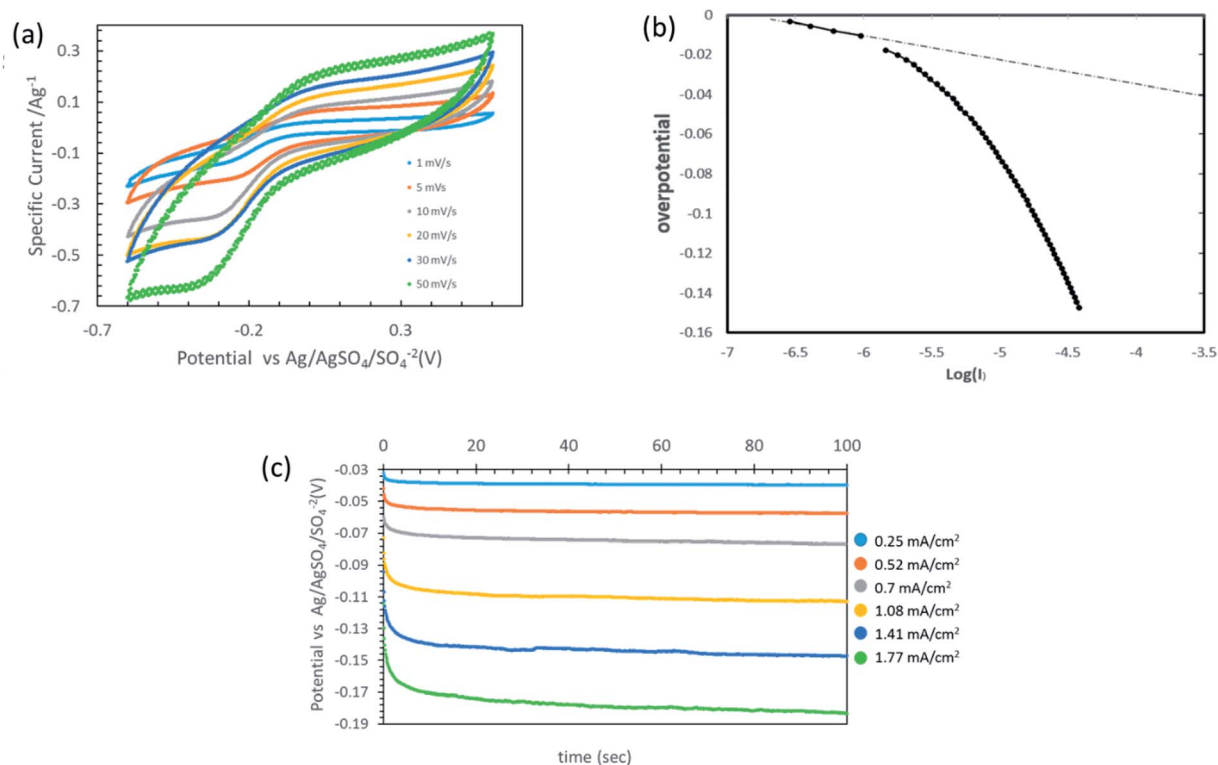 (a)
0.3
0.1
-0.1
-0.3
-0.5
-0.7
Specific Current /Ag⁻¹
1 mV/s
5 mVs
10 mV/s
20 mV/s
30 mV/s
50 mV/s
-0.7
-0.2
0.3
Potential vs Ag/AgSO₄/SO₄⁻²(V)
(b)
0
-0.02
-0.04
-0.06
-0.08
-0.1
-0.12
-0.14
-0.16
overpotential
-7
-6.5
-6
-5.5
-5
-4.5
-4
-3.5
Log(I)
(c)
0
20
40
60
80
100
-0.03
-0.05
-0.07
-0.09
-0.11
-0.13
-0.15
-0.17
-0.19
Potential vs Ag/AgSO₄/SO₄⁻²(V)
0.25 mA/cm²
0.52 mA/cm²
0.7 mA/cm²
1.08 mA/cm²
1.41 mA/cm²
1.77 mA/cm²
time (sec)